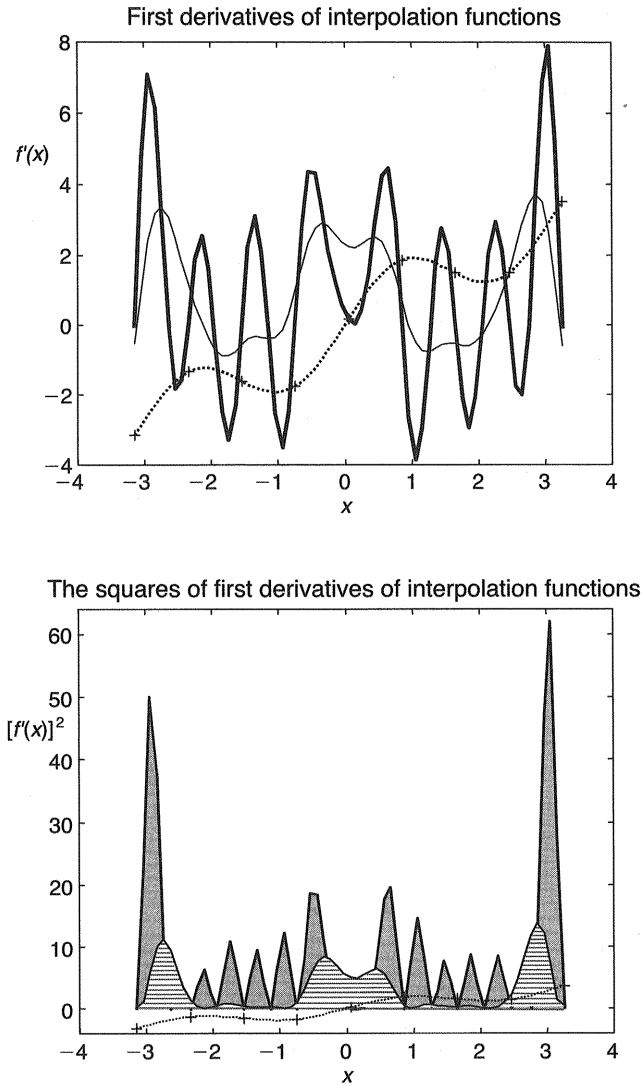 First derivatives of interpolation functions
8
6
f'(x)
4
2
0
−2
−4
−4 −3 −2 −1 0 1 2 3 4
x
The squares of first derivatives of interpolation functions
60
50
[f'(x)]²
40
30
20
10
0
−4 −3 −2 −1 0 1 2 3 4
x